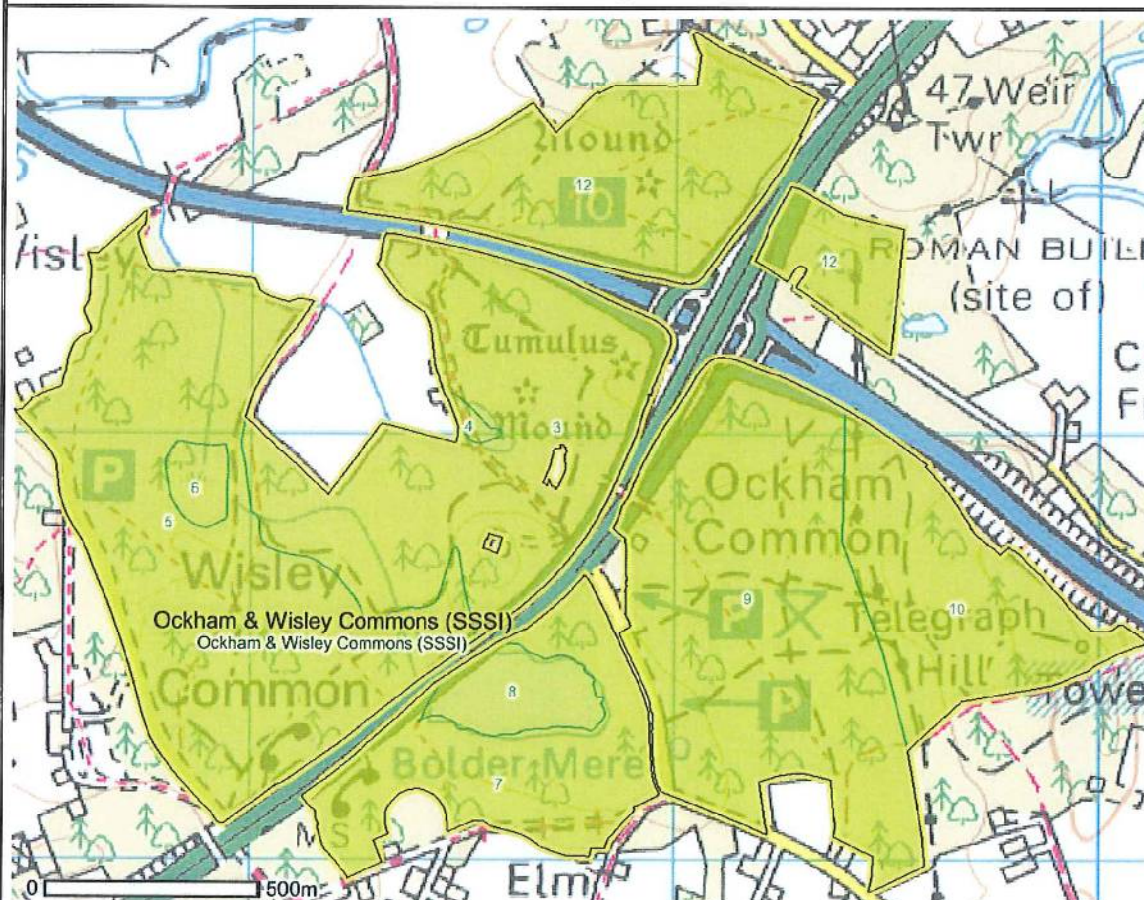 47 Weir
Twr
Mound
12
10
ROMAN BUIL
12
(site of)
Tumulus
Mound
4
3
P
6
5
Ockham
Common
Wisley
Ockham & Wisley Commons (SSSI)
Ockham & Wisley Commons (SSSI)
P
9
Telegraph
10
Hill
Common
8
P
Bolder Mere
7
S
Elm
0
500m